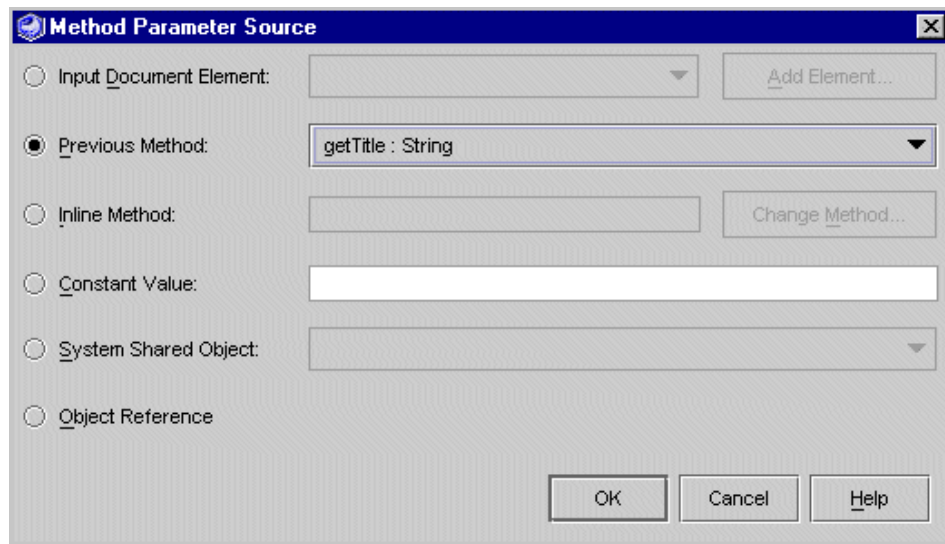 Method Parameter Source
Input Document Element: Add Element...
Previous Method: getTitle : String
Inline Method: Change Method...
Constant Value:
System Shared Object:
Object Reference
OK Cancel Help